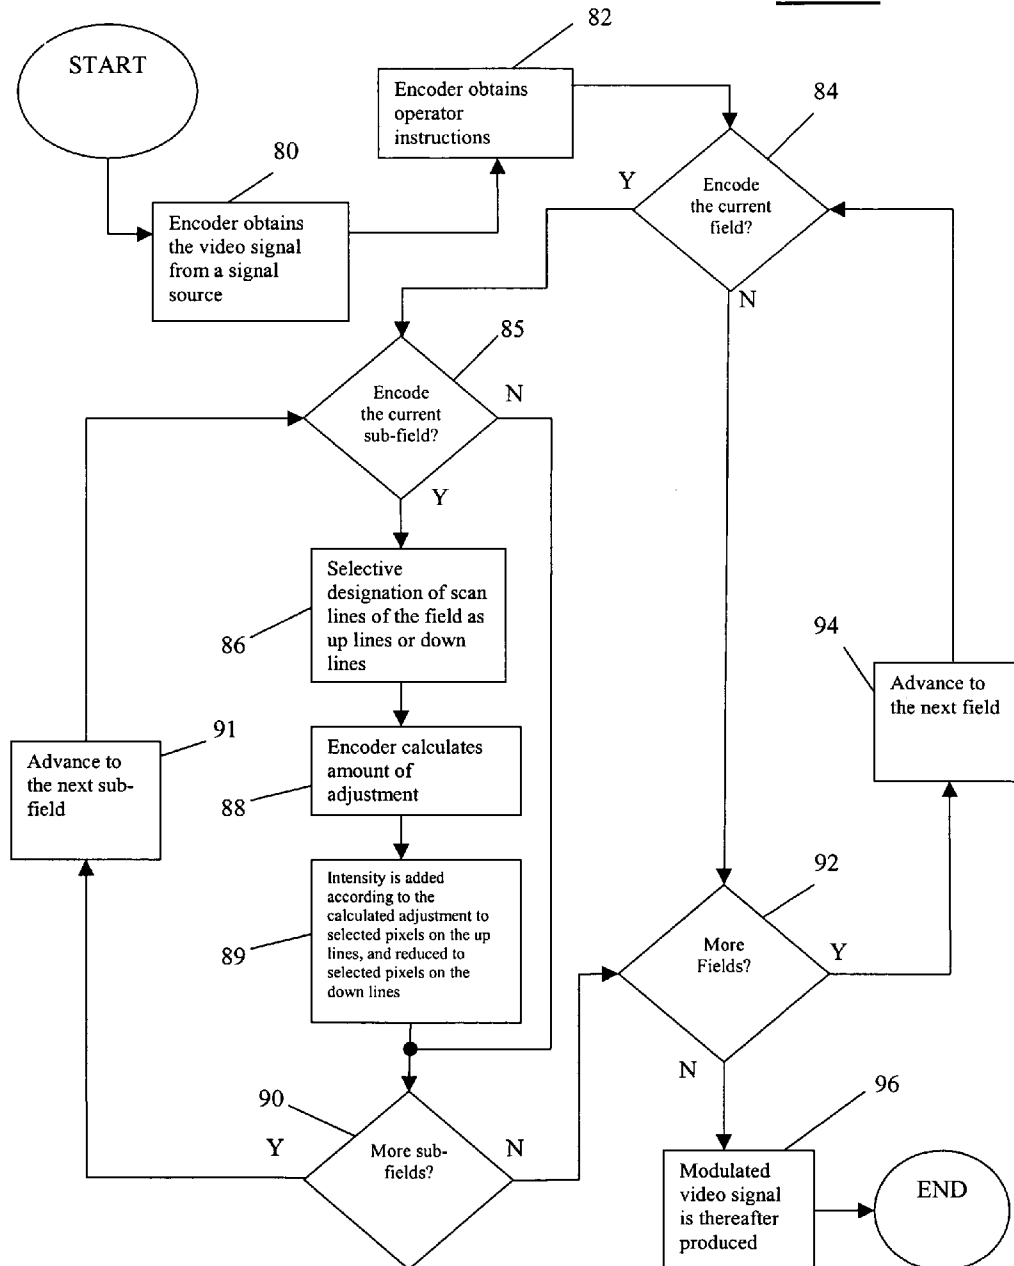 START
82
Encoder obtains
operator
instructions
84
Encode
the current
field?
Y
N
80
Encoder obtains
the video signal
from a signal
source
85
Encode
the current
sub-field?
N
Y
86
Selective
designation of scan
lines of the field as
up lines or down
lines
94
Advance to
the next field
91
Advance to
the next sub-
field
88
Encoder calculates
amount of
adjustment
89
Intensity is added
according to the
calculated adjustment to
selected pixels on the up
lines, and reduced to
selected pixels on the
down lines
92
More
Fields?
Y
N
90
More sub-
fields?
Y
N
96
Modulated
video signal
is thereafter
produced
END